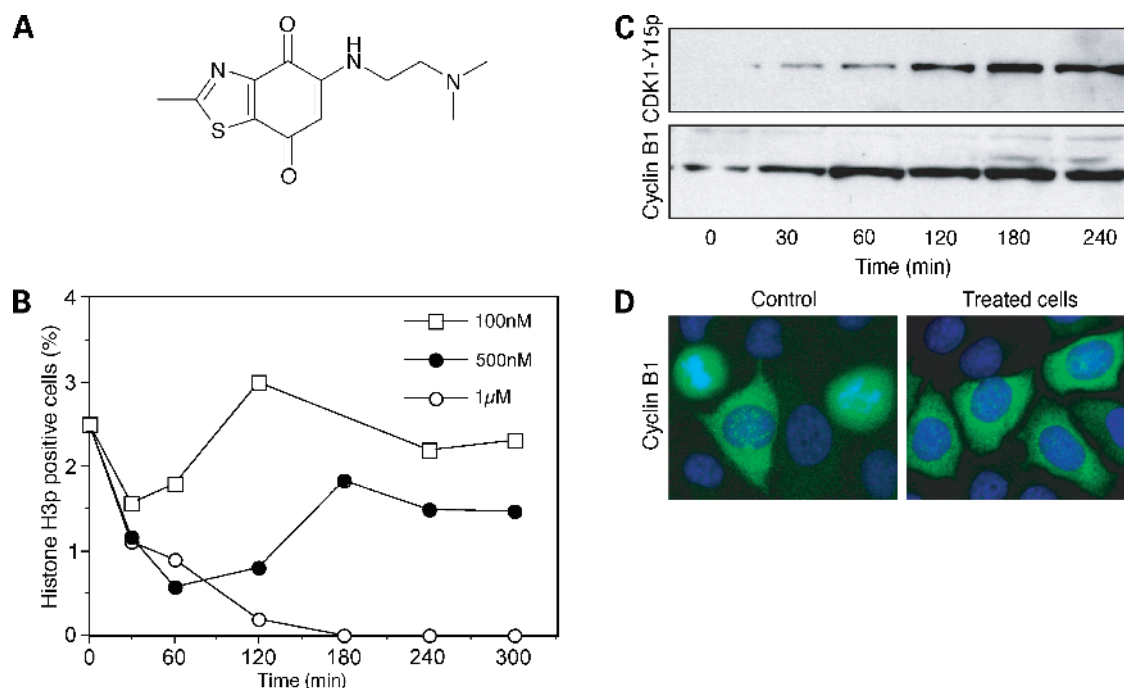 A
O
H
N
N
N
S
O
B
Histone H3p positive cells (%)
4
3
2
1
0
100nM
500nM
1µM
0 60 120 180 240 300
Time (min)
C
CDK1-Y15p
Cyclin B1
0 30 60 120 180 240
Time (min)
D
Control Treated cells
Cyclin B1